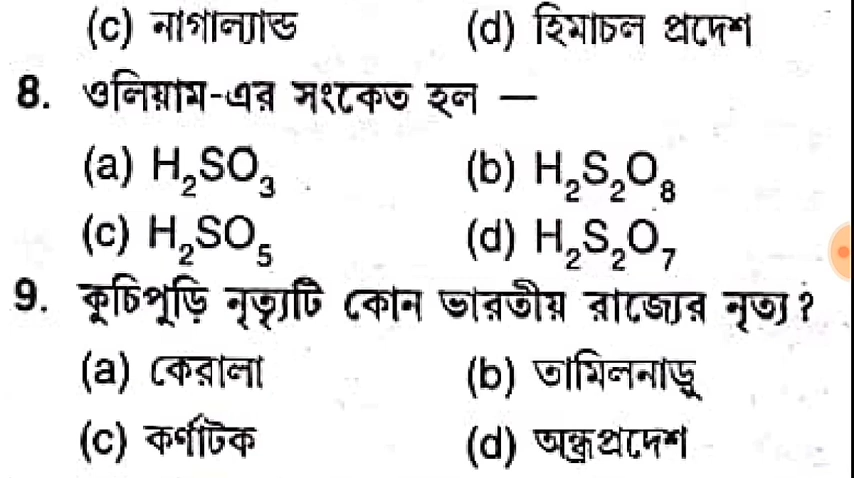 (c) নাগাল্যান্ড (d) হিমাচল প্রদেশ
8. ওলিয়াম-এর সংকেত হল —
(a) H₂SO₃ (b) H₂S₂O₈
(c) H₂SO₅ (d) H₂S₂O₇
9. কুচিপুড়ি নৃত্যটি কোন ভারতীয় রাজ্যের নৃত্য?
(a) কেরালা (b) তামিলনাড়ু
(c) কর্ণাটক (d) অন্ধ্রপ্রদেশ